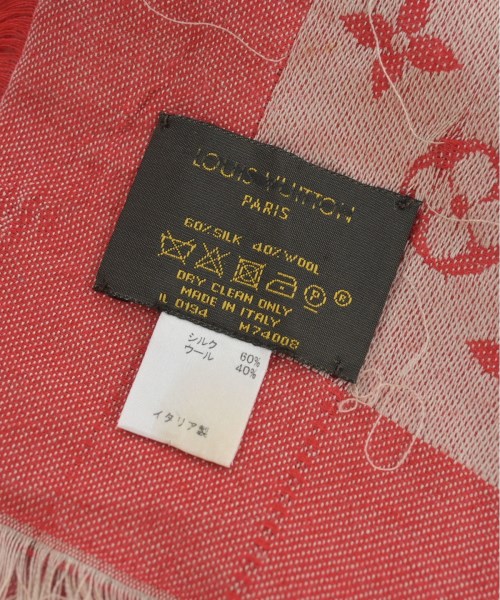 LOUIS VUITTON
PARIS
60% SILK 40% WOOL
P ®
DRY CLEAN ONLY
MADE IN ITALY
IL 0194 M74008
シルク 60%
ウール 40%
イタリア製